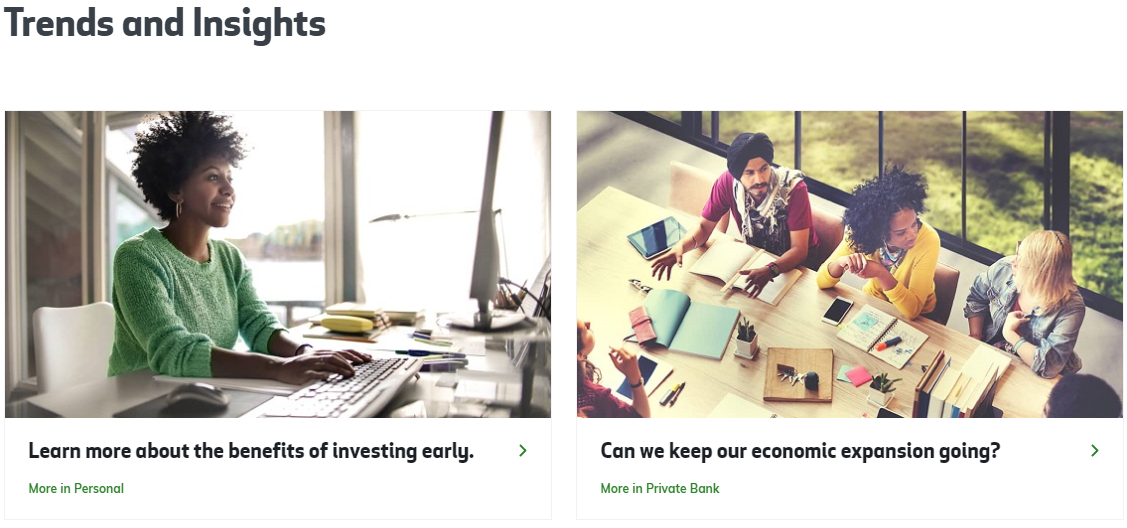 Trends and Insights
Learn more about the benefits of investing early.
More in Personal
Can we keep our economic expansion going?
More in Private Bank